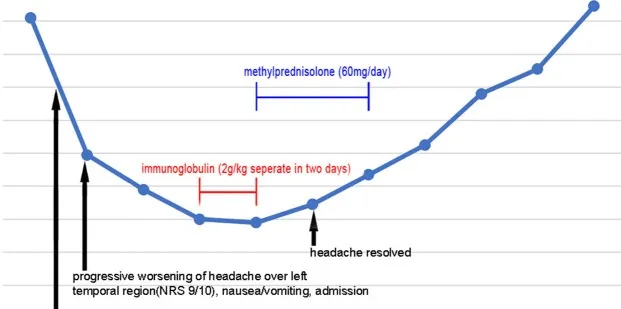 methylprednisolone (60mg/day)
immunoglobulin (2g/kg seperate in two days)
headache resolved
progressive worsening of headache over left
temporal region(NRS 9/10), nausea/vomiting, admission